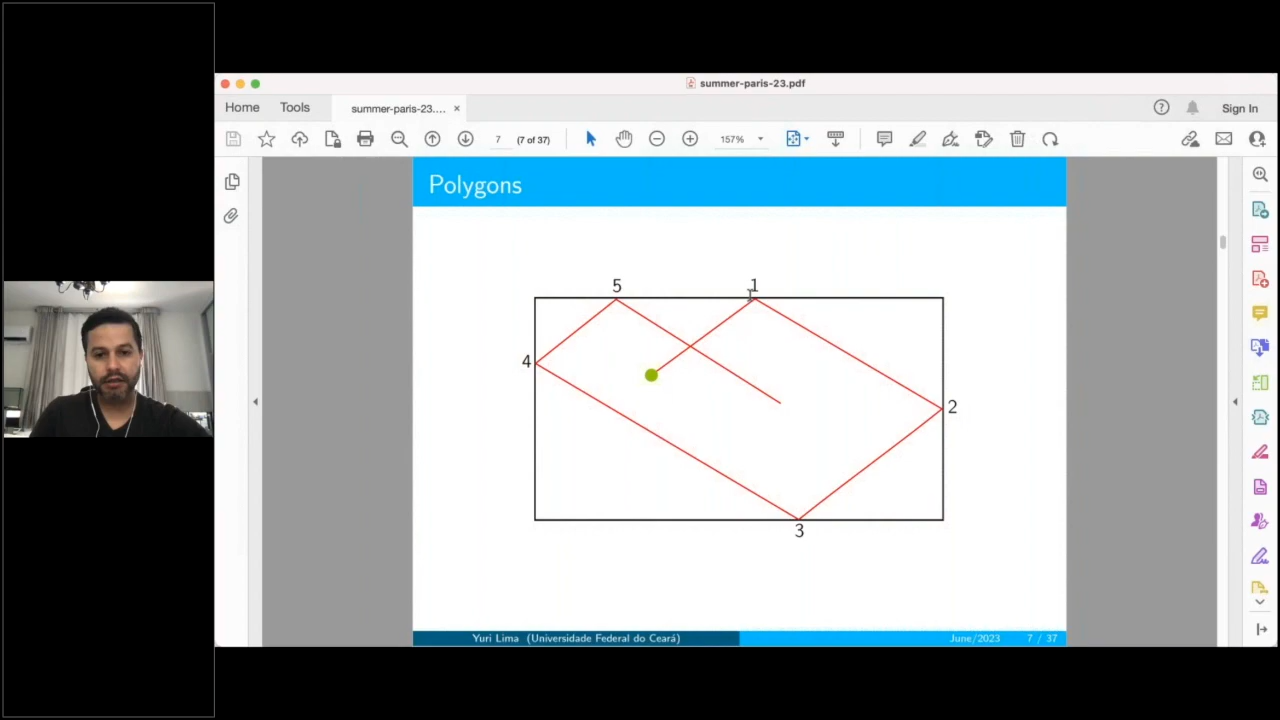 summer-paris-23.pdf
Home Tools summer-paris-23.... × Sign In
7 (7 of 37) 157%
Polygons
5 1
4
2
3
Yuri Lima (Universidade Federal do Ceará) June/2023 7 / 37